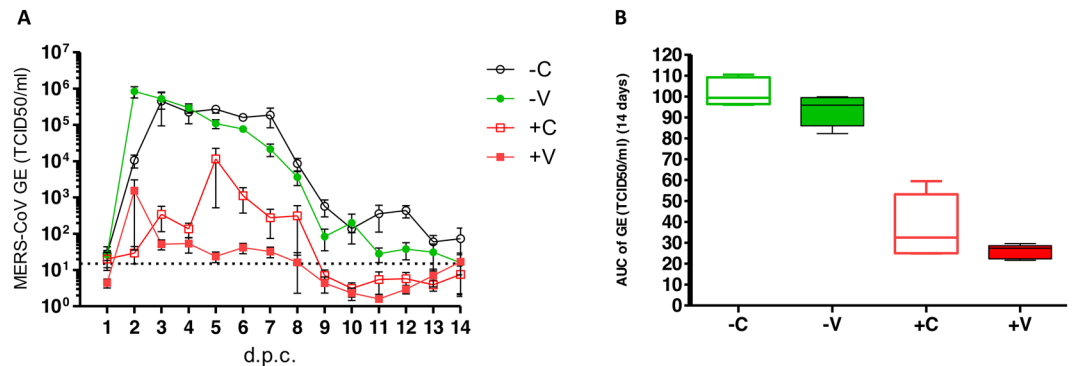 A
MERS-CoV GE (TCID50/ml)
10⁶
10⁵
10⁴
10³
10²
10¹
10⁰
10⁷
1 2 3 4 5 6 7 8 9 10 11 12 13 14
d.p.c.
-C
-V
+C
+V
B
AUC of GE(TCID50/ml) (14 days)
120
110
100
90
80
70
60
50
40
30
20
10
0
-C -V +C +V